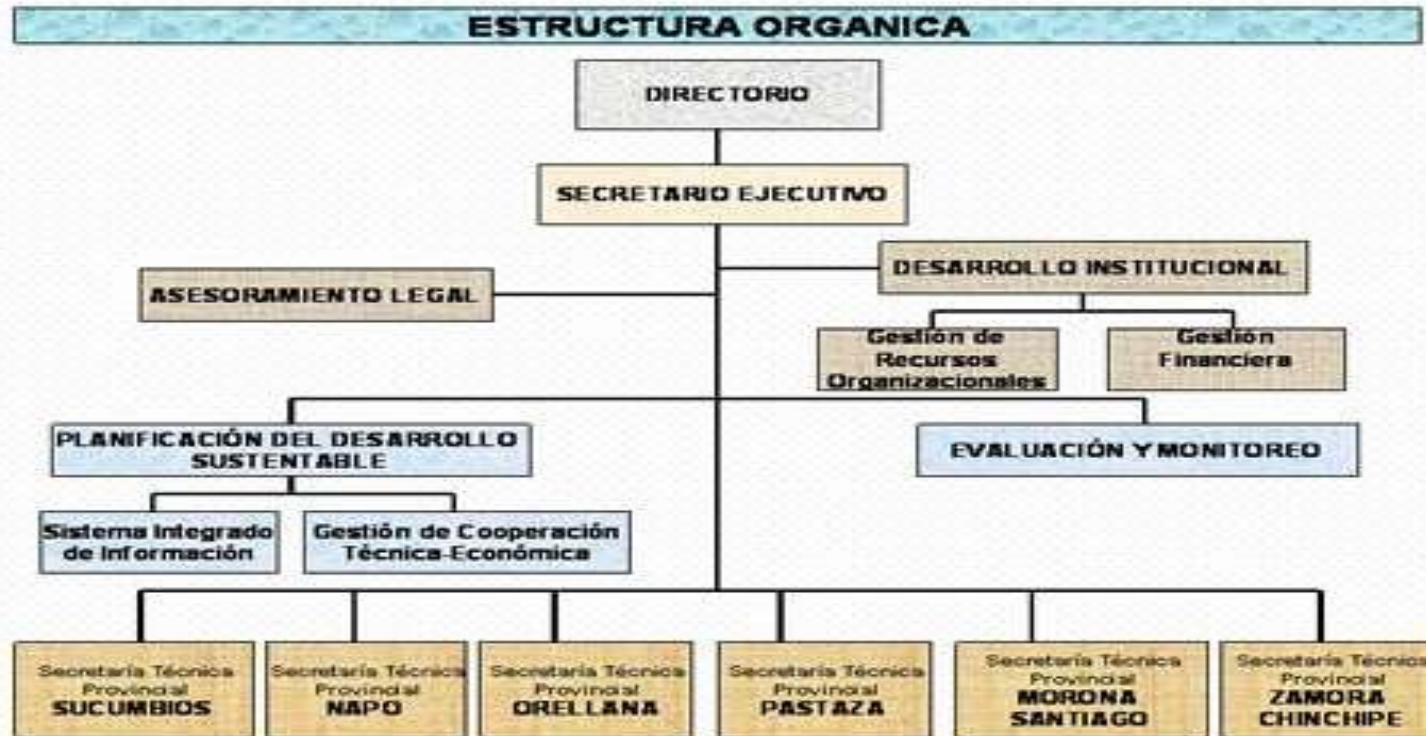 ESTRUCTURA ORGANICA
DIRECTORIO
SECRETARIO EJECUTIVO
DESARROLLO INSTITUCIONAL
ASESORAMIENTO LEGAL
Gestión de
Recursos
Organizacionales
Gestión
Financiera
PLANIFICACIÓN DEL DESARROLLO
SUSTENTABLE
EVALUACIÓN Y MONITOREO
Sistema Integrado
de Información
Gestión de Cooperación
Técnica-Económica
Secretaría Técnica
Provincial
SUCUMBIOS
Secretaría Técnica
Provincial
NAPO
Secretaría Técnica
Provincial
ORELLANA
Secretaría Técnica
Provincial
PASTAZA
Secretaría Técnica
Provincial
MORONA
SANTIAGO
Secretaría Técnica
Provincial
ZAMORA
CHINCHIPE